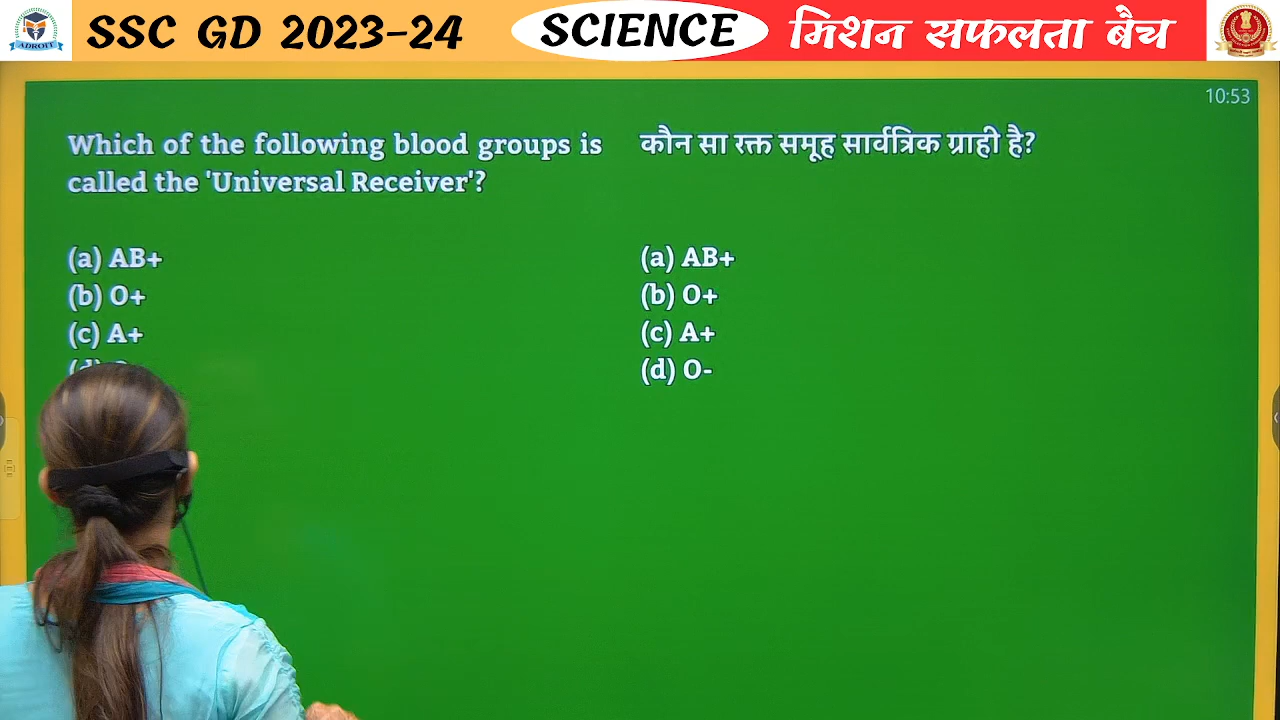 SSC GD 2023-24
SCIENCE
मिशन सफलता बैच
ADROIT
10:53
Which of the following blood groups is
called the 'Universal Receiver'?
(a) AB+
(b) O+
(c) A+
कौन सा रक्त समूह सार्वत्रिक ग्राही है?
(a) AB+
(b) O+
(c) A+
(d) O-